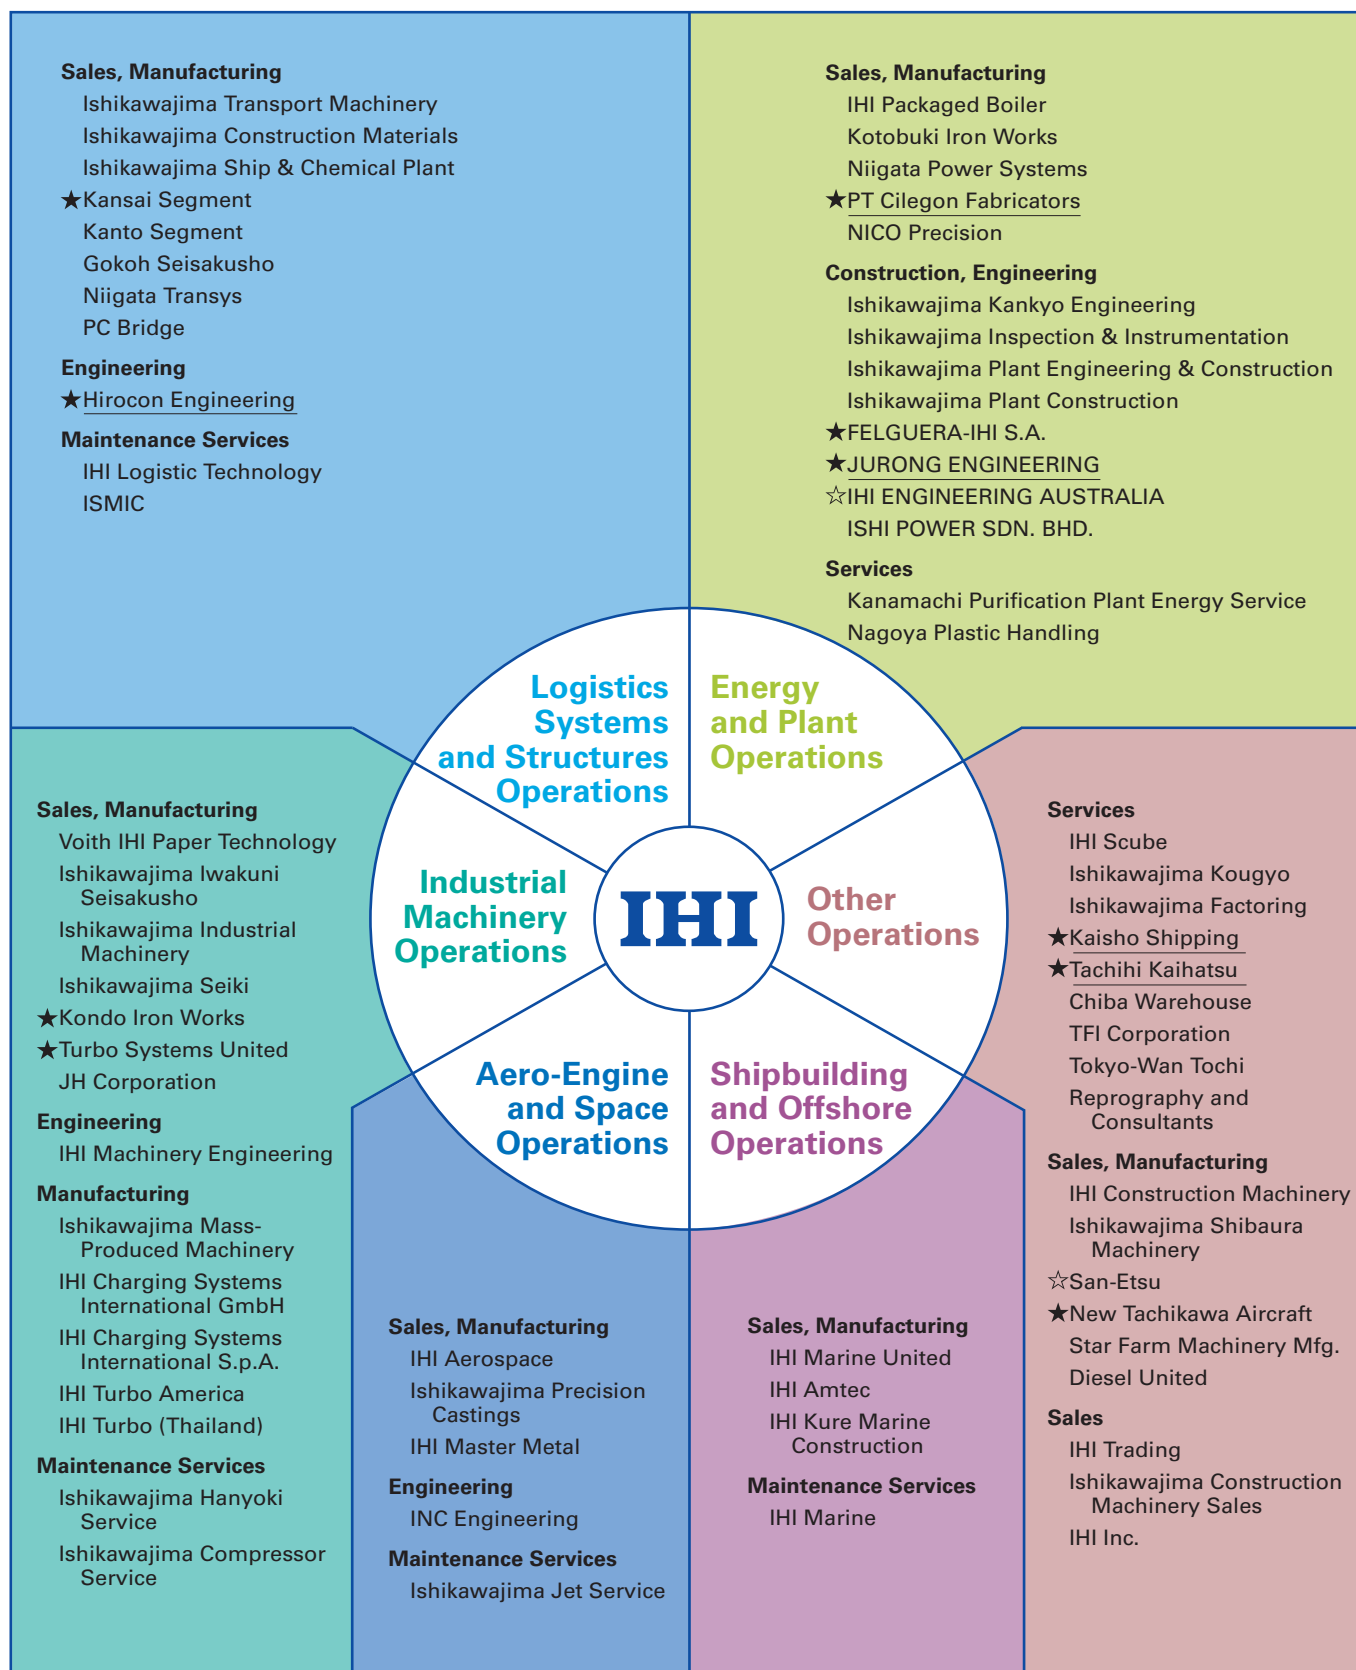 Sales, Manufacturing
Ishikawajima Transport Machinery
Ishikawajima Construction Materials
Ishikawajima Ship & Chemical Plant
★Kansai Segment
Kanto Segment
Gokoh Seisakusho
Niigata Transys
PC Bridge
Engineering
★Hirocon Engineering
Maintenance Services
IHI Logistic Technology
ISMIC
Sales, Manufacturing
IHI Packaged Boiler
Kotobuki Iron Works
Niigata Power Systems
★PT Cilegon Fabricators
NICO Precision
Construction, Engineering
Ishikawajima Kankyo Engineering
Ishikawajima Inspection & Instrumentation
Ishikawajima Plant Engineering & Construction
Ishikawajima Plant Construction
★FELGUERA-IHI S.A.
★JURONG ENGINEERING
☆IHI ENGINEERING AUSTRALIA
ISHI POWER SDN. BHD.
Services
Kanamachi Purification Plant Energy Service
Nagoya Plastic Handling
Logistics
Systems
and Structures
Operations
Energy
and Plant
Operations
Industrial
Machinery
Operations
IHI
Other
Operations
Aero-Engine
and Space
Operations
Shipbuilding
and Offshore
Operations
Sales, Manufacturing
Voith IHI Paper Technology
Ishikawajima Iwakuni
Seisakusho
Ishikawajima Industrial
Machinery
Ishikawajima Seiki
★Kondo Iron Works
★Turbo Systems United
JH Corporation
Engineering
IHI Machinery Engineering
Manufacturing
Ishikawajima Mass-
Produced Machinery
IHI Charging Systems
International GmbH
IHI Charging Systems
International S.p.A.
IHI Turbo America
IHI Turbo (Thailand)
Maintenance Services
Ishikawajima Hanyoki
Service
Ishikawajima Compressor
Service
Sales, Manufacturing
IHI Aerospace
Ishikawajima Precision
Castings
IHI Master Metal
Engineering
INC Engineering
Maintenance Services
Ishikawajima Jet Service
Sales, Manufacturing
IHI Marine United
IHI Amtec
IHI Kure Marine
Construction
Maintenance Services
IHI Marine
Services
IHI Scube
Ishikawajima Kougyo
Ishikawajima Factoring
★Kaisho Shipping
★Tachihi Kaihatsu
Chiba Warehouse
TFI Corporation
Tokyo-Wan Tochi
Reprography and
Consultants
Sales, Manufacturing
IHI Construction Machinery
Ishikawajima Shibaura
Machinery
☆San-Etsu
★New Tachikawa Aircraft
Star Farm Machinery Mfg.
Diesel United
Sales
IHI Trading
Ishikawajima Construction
Machinery Sales
IHI Inc.